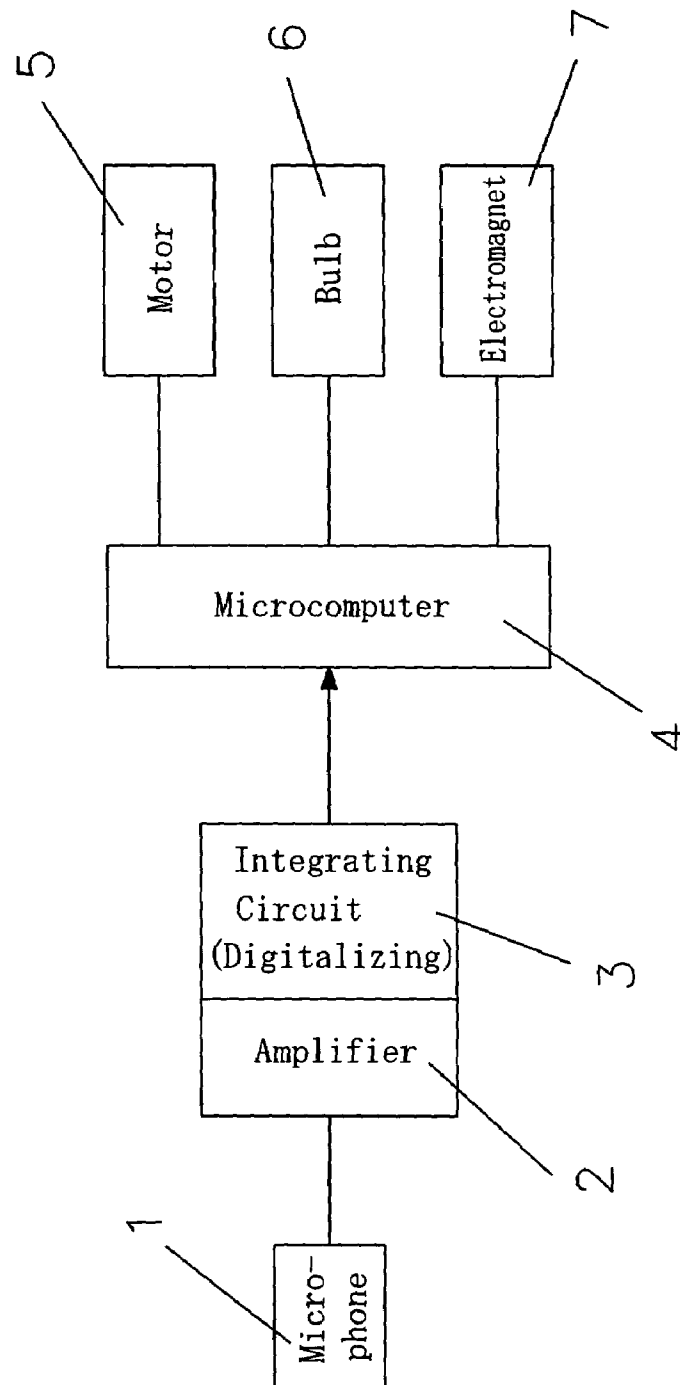 5
6
7
Motor
Bulb
Electromagnet
Microcomputer
4
Integrating
Circuit
(Digitalizing)
3
Amplifier
2
1
Micro-
phone